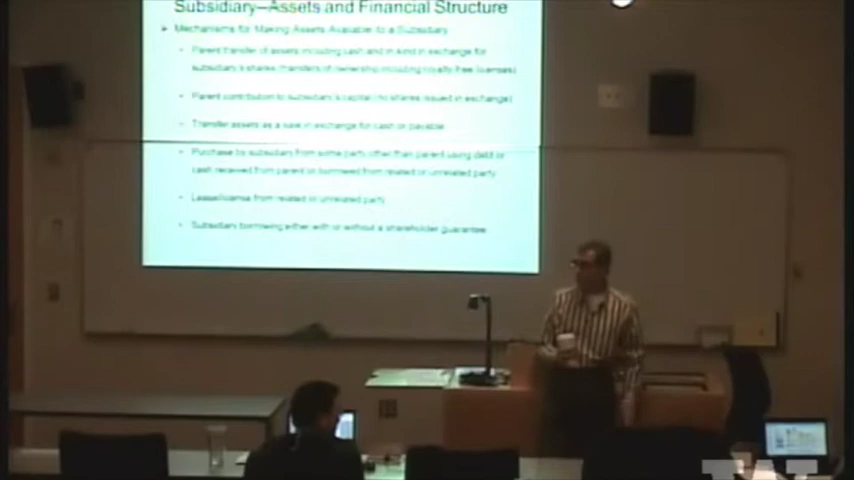 Subsidiary—Assets and Financial Structure
Mechanisms for Making Assets Available to a Subsidiary
- Parent transfer of assets including cash and in kind in exchange for
subsidiary's shares (transfers of ownership including royalty free licenses)
- Parent contribution to subsidiary's capital (no shares issued in exchange)
- Transfer assets as a sale in exchange for cash or payable
- Purchase by subsidiary from some party other than parent using debt or
cash received from parent or borrowed from related or unrelated party
- Lease/license from related or unrelated party
- Subsidiary borrowing either with or without a shareholder guarantee